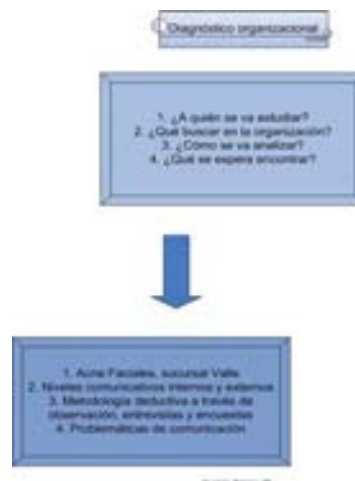 Diagnóstico organizacional
1. ¿A quién se va estudiar?
2. ¿Qué buscar en la organización?
3. ¿Cómo se va analizar?
4. ¿Qué se espera encontrar?
1. Acne Faciales, sucursal Valle
2. Niveles comunicativos internos y externos
3. Metodología deductiva a través de
observación, entrevistas y encuestas
4. Problemáticas de comunicación